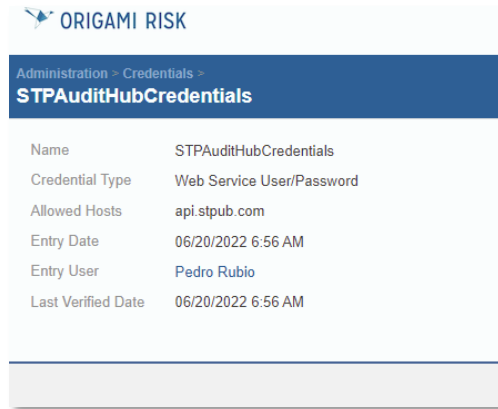 ORIGAMI RISK
Administration > Credentials >
STPAuditHubCredentials
Name STPAuditHubCredentials
Credential Type Web Service User/Password
Allowed Hosts api.stpub.com
Entry Date 06/20/2022 6:56 AM
Entry User Pedro Rubio
Last Verified Date 06/20/2022 6:56 AM